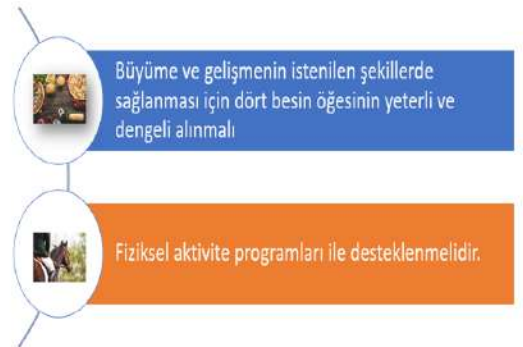 Büyüme ve gelişmenin istenilen şekillerde
sağlanması için dört besin öğesinin yeterli ve
dengeli alınmalı
Fiziksel aktivite programları ile desteklenmelidir.